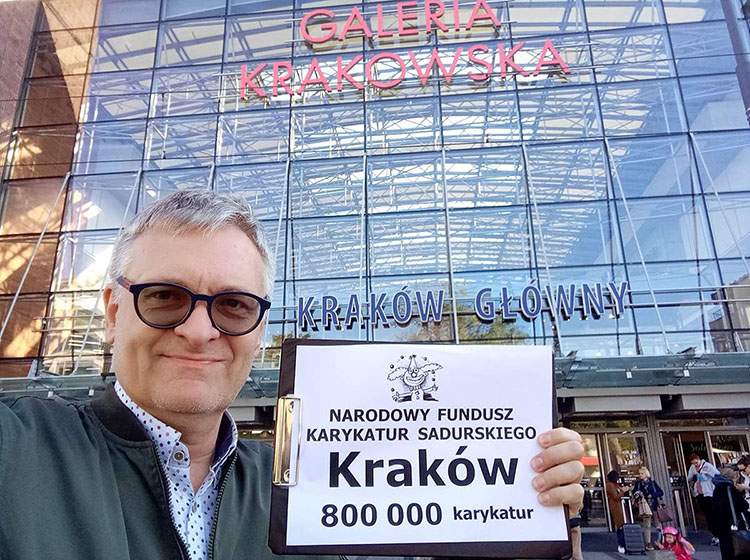 GALERIA
KRAKOWSKA
KRAKÓW GŁÓWNY
NARODOWY FUNDUSZ
KARYKATUR SADURSKIEGO
Kraków
800 000 karykatur